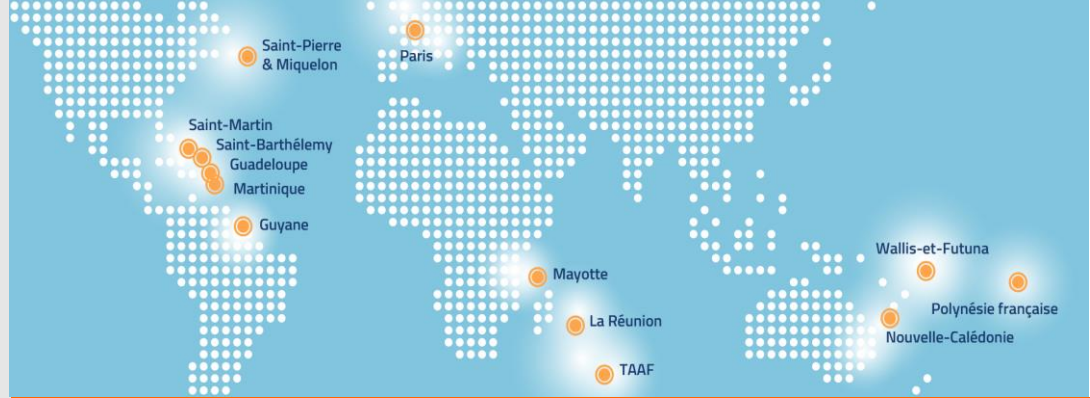 Saint-Pierre
& Miquelon
Paris
Saint-Martin
Saint-Barthélemy
Guadeloupe
Martinique
Guyane
Mayotte
La Réunion
TAAF
Wallis-et-Futuna
Polynésie française
Nouvelle-Calédonie